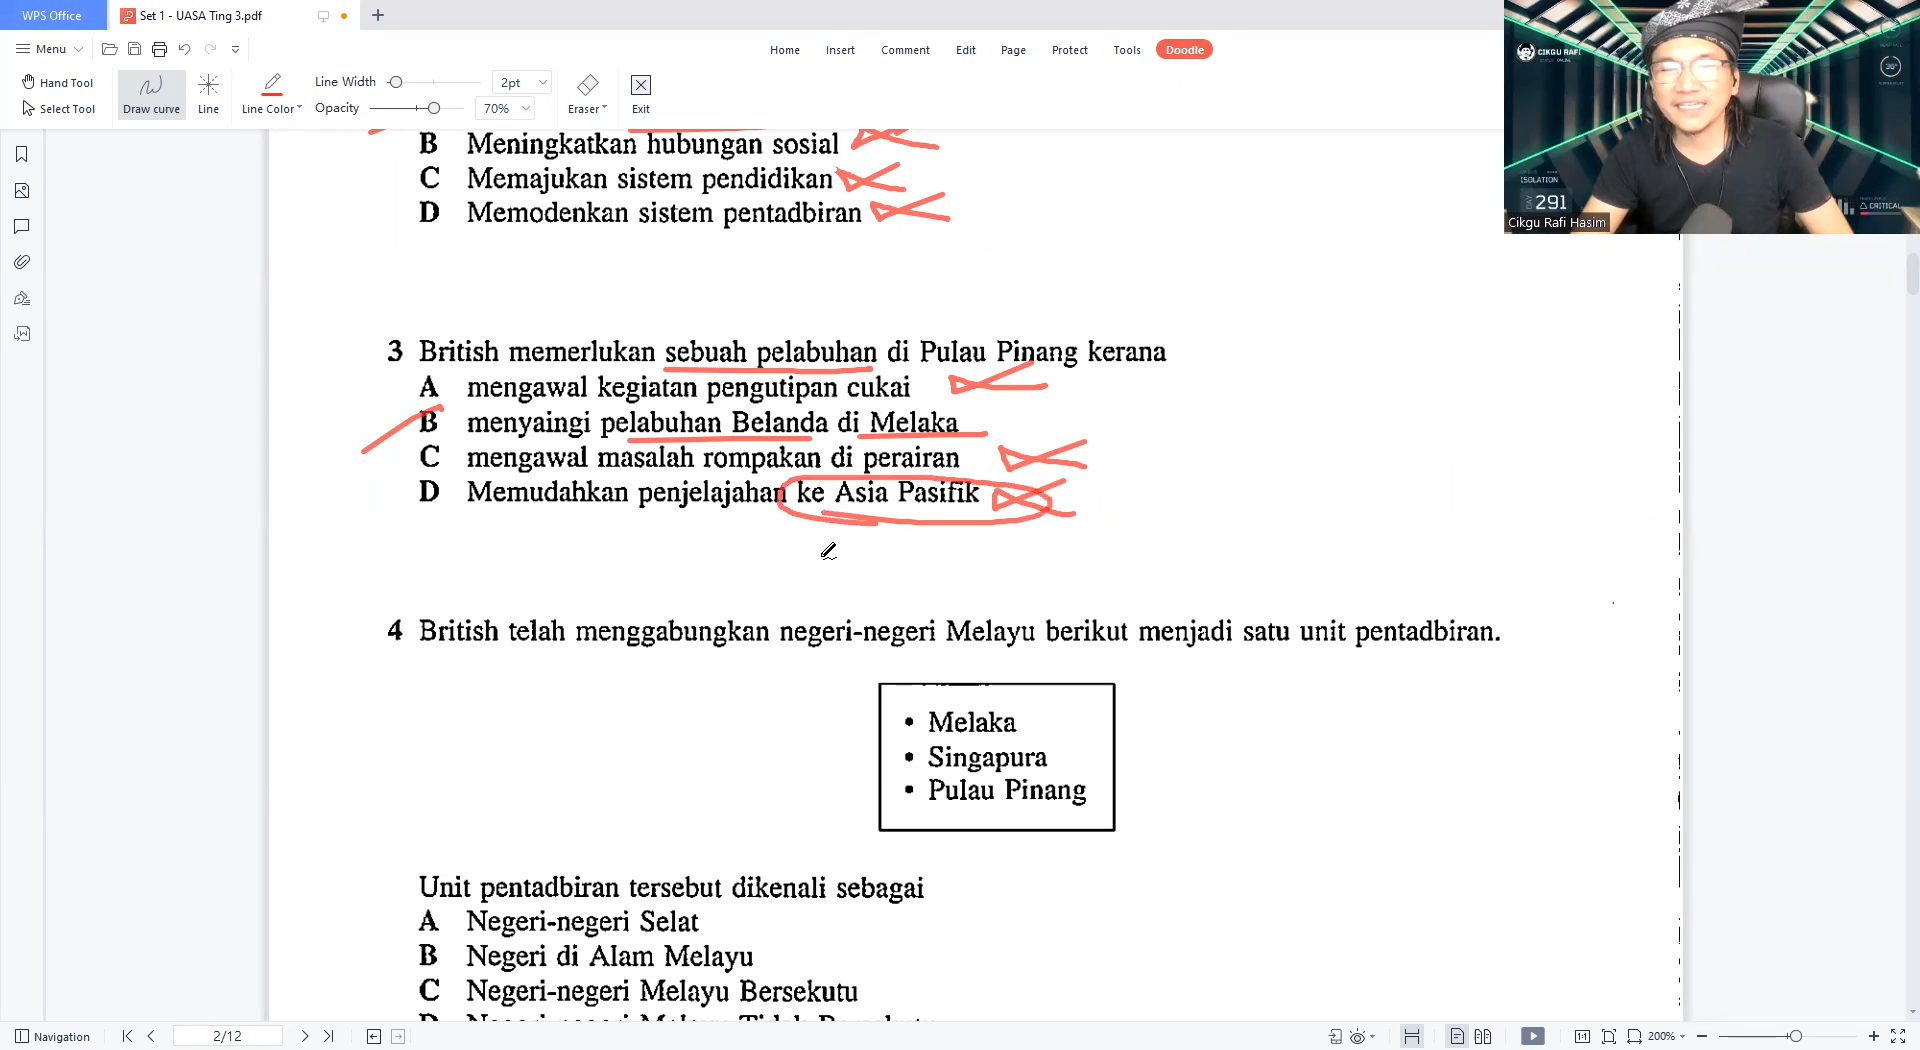 WPS Office
Set 1 - UASA Ting 3.pdf
Menu
Home
Insert
Comment
Edit
Page
Protect
Tools
Doodle
Hand Tool
Select Tool
Draw curve
Line
Line Color
Line Width
2pt
Opacity
70%
Eraser
Exit
CIKGU RAFI
36°
ISOLATION
DAY 291
CRITICAL
Cikgu Rafi Hasim
B Meningkatkan hubungan sosial
C Memajukan sistem pendidikan
D Memodenkan sistem pentadbiran
3 British memerlukan sebuah pelabuhan di Pulau Pinang kerana
A mengawal kegiatan pengutipan cukai
B menyaingi pelabuhan Belanda di Melaka
C mengawal masalah rompakan di perairan
D Memudahkan penjelajahan ke Asia Pasifik
4 British telah menggabungkan negeri-negeri Melayu berikut menjadi satu unit pentadbiran.
• Melaka
• Singapura
• Pulau Pinang
Unit pentadbiran tersebut dikenali sebagai
A Negeri-negeri Selat
B Negeri di Alam Melayu
C Negeri-negeri Melayu Bersekutu
Navigation
2/12
200%